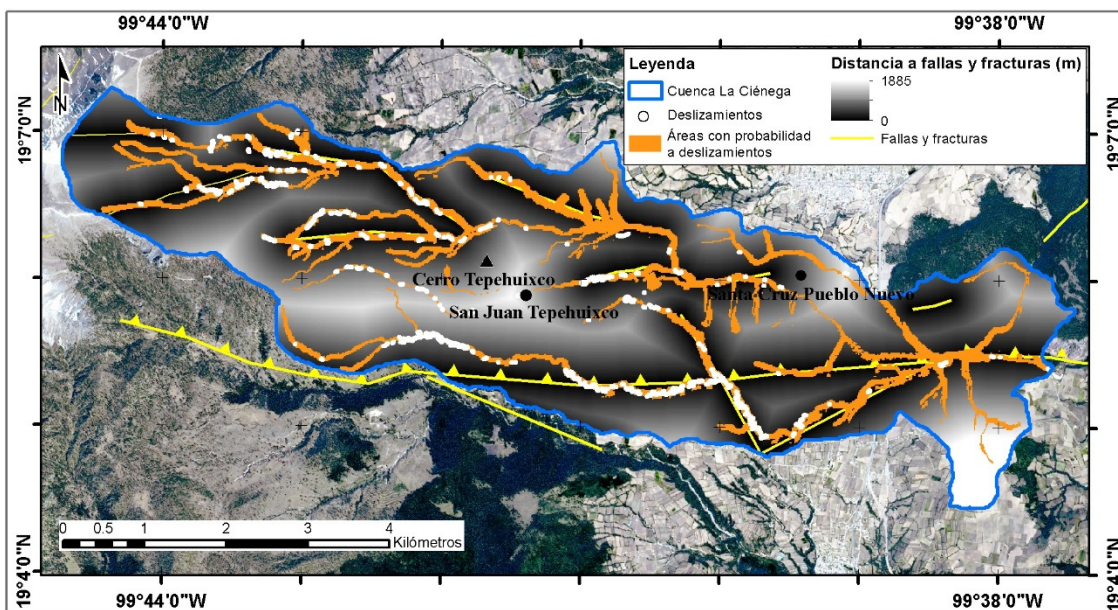 99°44'0"W
99°38'0"W
N
Leyenda
Cuenca La Ciénega
Deslizamientos
Áreas con probabilidad
a deslizamientos
Distancia a fallas y fracturas (m)
1885
0
Fallas y fracturas
19°7'0"N
19°7'0"N
Cerro Tepehuixco
San Juan Tepehuixco
Santa Cruz Pueblo Nuevo
0 0.5 1 2 3 4
Kilómetros
19°4'0"N
19°4'0"N
99°44'0"W
99°38'0"W